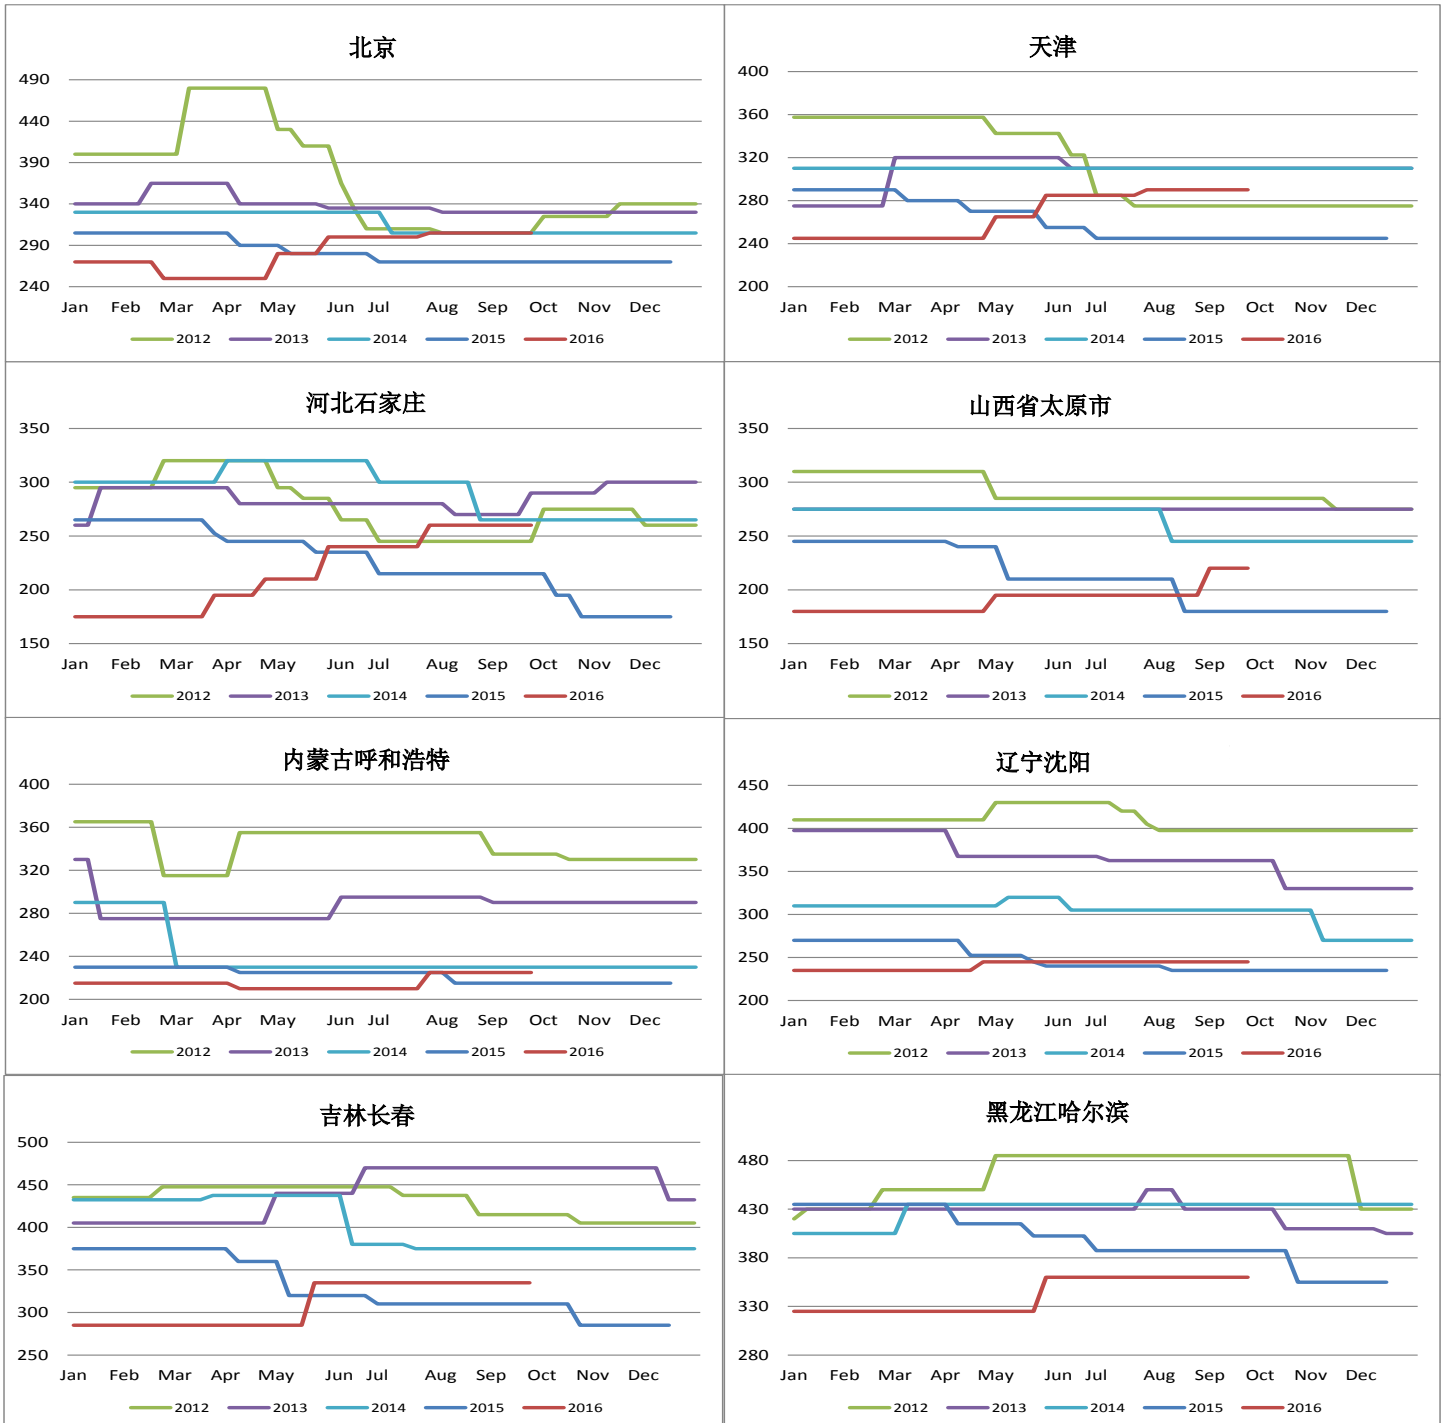 北京
490
440
390
340
290
240
Jan Feb Mar Apr May Jun Jul Aug Sep Oct Nov Dec
2012 2013 2014 2015 2016
天津
400
360
320
280
240
200
Jan Feb Mar Apr May Jun Jul Aug Sep Oct Nov Dec
2012 2013 2014 2015 2016
河北石家庄
350
300
250
200
150
Jan Feb Mar Apr May Jun Jul Aug Sep Oct Nov Dec
2012 2013 2014 2015 2016
山西省太原市
350
300
250
200
150
Jan Feb Mar Apr May Jun Jul Aug Sep Oct Nov Dec
2012 2013 2014 2015 2016
内蒙古呼和浩特
400
360
320
280
240
200
Jan Feb Mar Apr May Jun Jul Aug Sep Oct Nov Dec
2012 2013 2014 2015 2016
辽宁沈阳
450
400
350
300
250
200
Jan Feb Mar Apr May Jun Jul Aug Sep Oct Nov Dec
2012 2013 2014 2015 2016
吉林长春
500
450
400
350
300
250
Jan Feb Mar Apr May Jun Jul Aug Sep Oct Nov Dec
2012 2013 2014 2015 2016
黑龙江哈尔滨
480
430
380
330
280
Jan Feb Mar Apr May Jun Jul Aug Sep Oct Nov Dec
2012 2013 2014 2015 2016